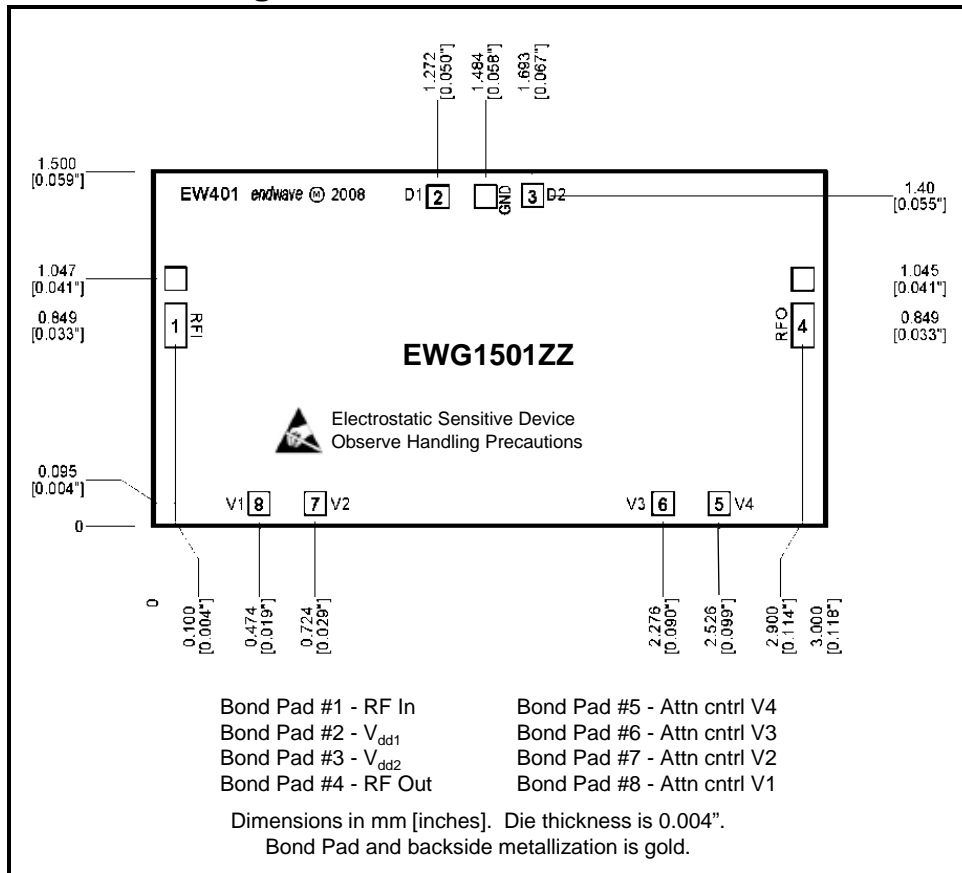 1.272
[0.050"]
1.484
[0.058"]
1.693
[0.067"]
1.500
[0.059"]
EW401 endwave Ⓜ 2008
D1
2
GND
3
D2
1.40
[0.055"]
1.047
[0.041"]
1.045
[0.041"]
0.849
[0.033"]
1
RFI
RFO
4
0.849
[0.033"]
EWG1501ZZ
Electrostatic Sensitive Device
Observe Handling Precautions
0.095
[0.004"]
V1
8
7
V2
V3
6
5
V4
0
0
0.100
[0.004"]
0.474
[0.019"]
0.724
[0.029"]
2.276
[0.090"]
2.526
[0.099"]
2.900
[0.114"]
3.000
[0.118"]
Bond Pad #1 - RF In
Bond Pad #2 - Vdd1
Bond Pad #3 - Vdd2
Bond Pad #4 - RF Out
Bond Pad #5 - Attn cntrl V4
Bond Pad #6 - Attn cntrl V3
Bond Pad #7 - Attn cntrl V2
Bond Pad #8 - Attn cntrl V1
Dimensions in mm [inches]. Die thickness is 0.004”.
Bond Pad and backside metallization is gold.